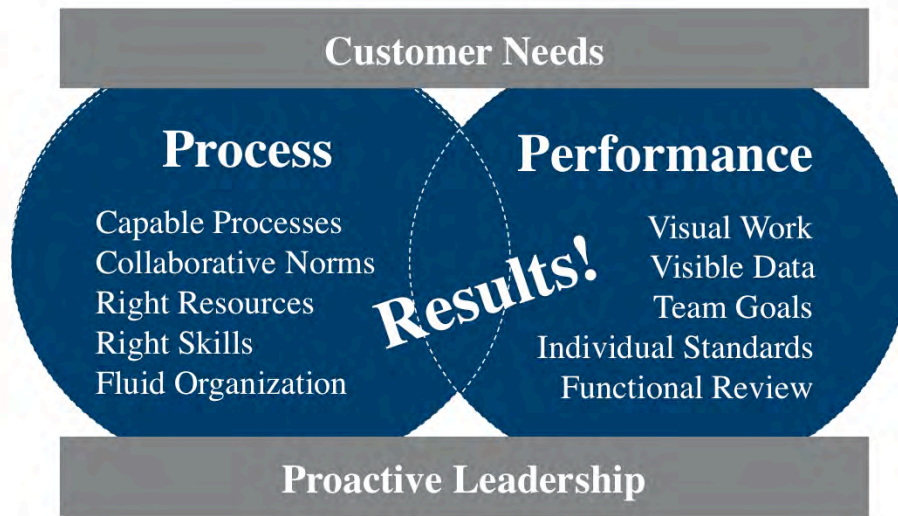 Customer Needs
Process
Capable Processes
Collaborative Norms
Right Resources
Right Skills
Fluid Organization
Results!
Performance
Visual Work
Visible Data
Team Goals
Individual Standards
Functional Review
Proactive Leadership